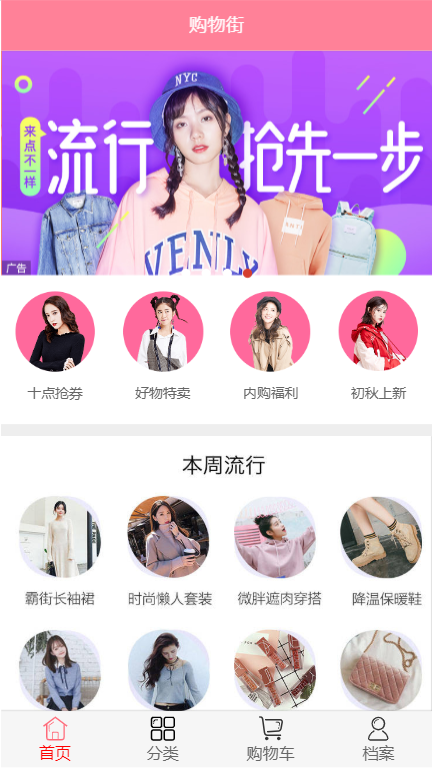 购物街
NYC
来点不一样
流行
抢先一步
VENLY
广告
十点抢券
好物特卖
内购福利
初秋上新
本周流行
霸街长袖裙
时尚懒人套装
微胖遮肉穿搭
降温保暖鞋
首页
分类
购物车
档案